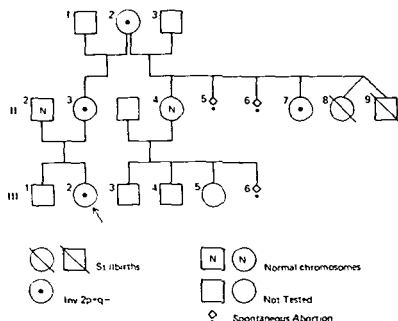 1 2 3
II 2 N 3 4 N 5 6 7 8 9
III 1 2 3 4 5 6
Stillbirths
N N Normal chromosomes
Inv 2p+q-
Not Tested
Spontaneous Abortion